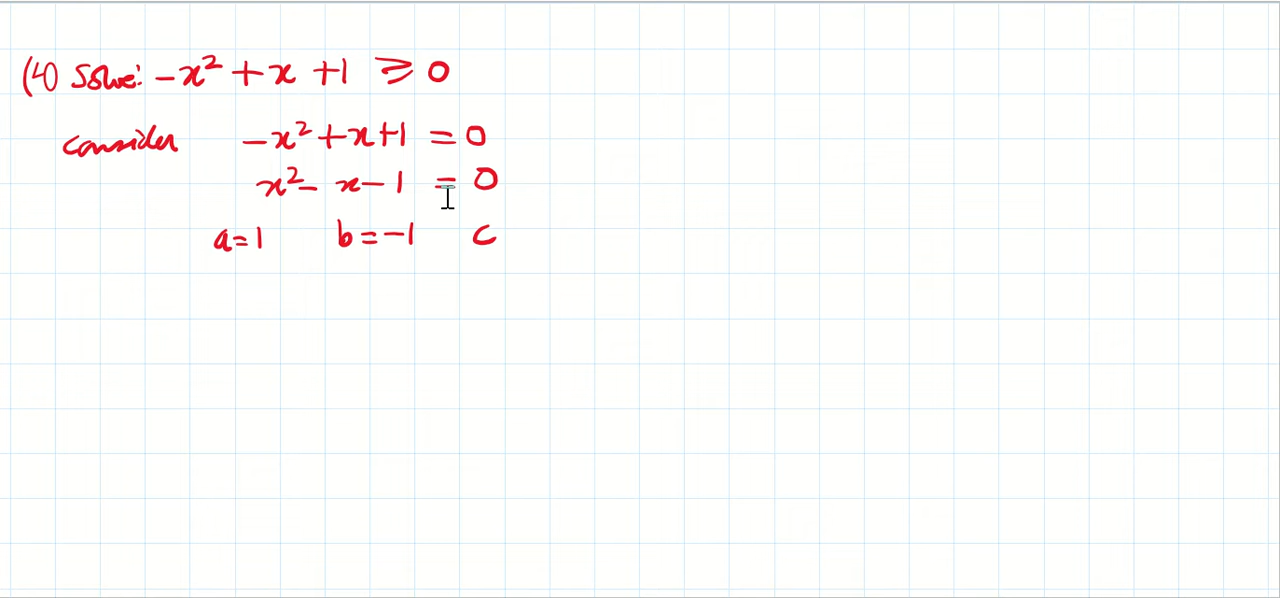 (4) Solve: -x² + x + 1 ≥ 0
consider -x² + x + 1 = 0
x² - x - 1 = 0
a = 1 b = -1 c